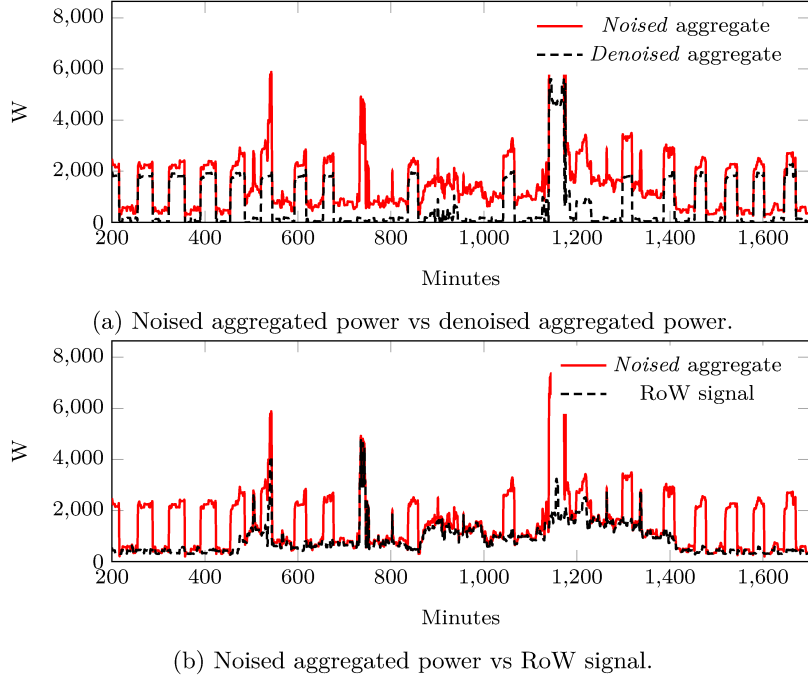 8,000
Noised aggregate
Denoised aggregate
6,000
W
4,000
2,000
0
200 400 600 800 1,000 1,200 1,400 1,600
Minutes
(a) Noised aggregated power vs denoised aggregated power.
8,000
Noised aggregate
RoW signal
6,000
W
4,000
2,000
0
200 400 600 800 1,000 1,200 1,400 1,600
Minutes
(b) Noised aggregated power vs RoW signal.